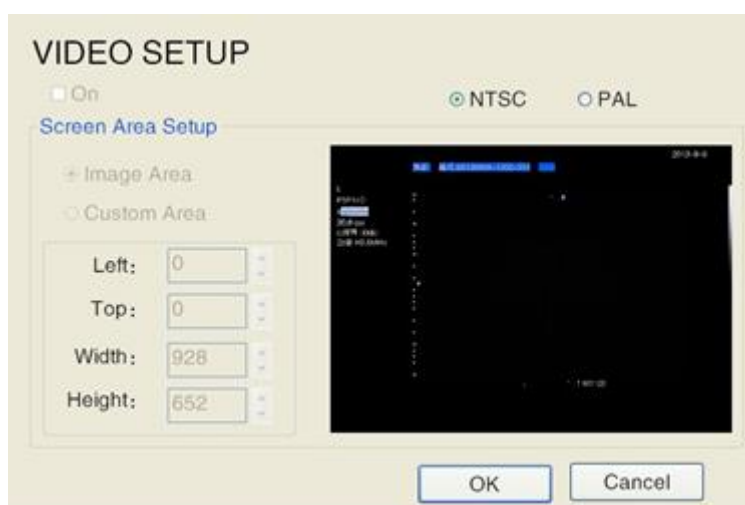 VIDEO SETUP
On
NTSC
PAL
Screen Area Setup
Image Area
Custom Area
Left: 0
Top: 0
Width: 928
Height: 652
OK
Cancel